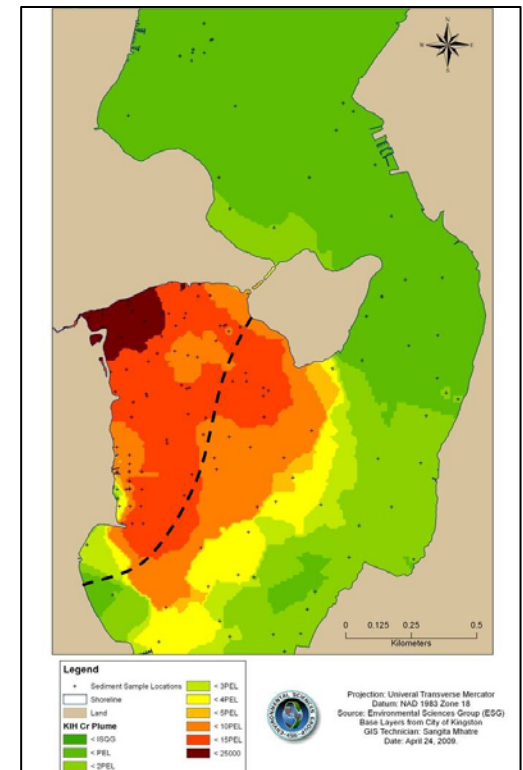 N
0 0.125 0.25 0.5
Kilometers
Legend
Sediment Sample Locations
Shoreline
Land
KIH Cr Plume
< ISQG
< PEL
< 2PEL
< 3PEL
< 4PEL
< 5PEL
< 10PEL
< 15PEL
< 25000
Projection: Univeral Transverse Mercator
Datum: NAD 1983 Zone 18
Source: Environmental Sciences Group (ESG)
Base Layers from City of Kingston
GIS Technician: Sangita Mhatre
Date: April 24, 2009.